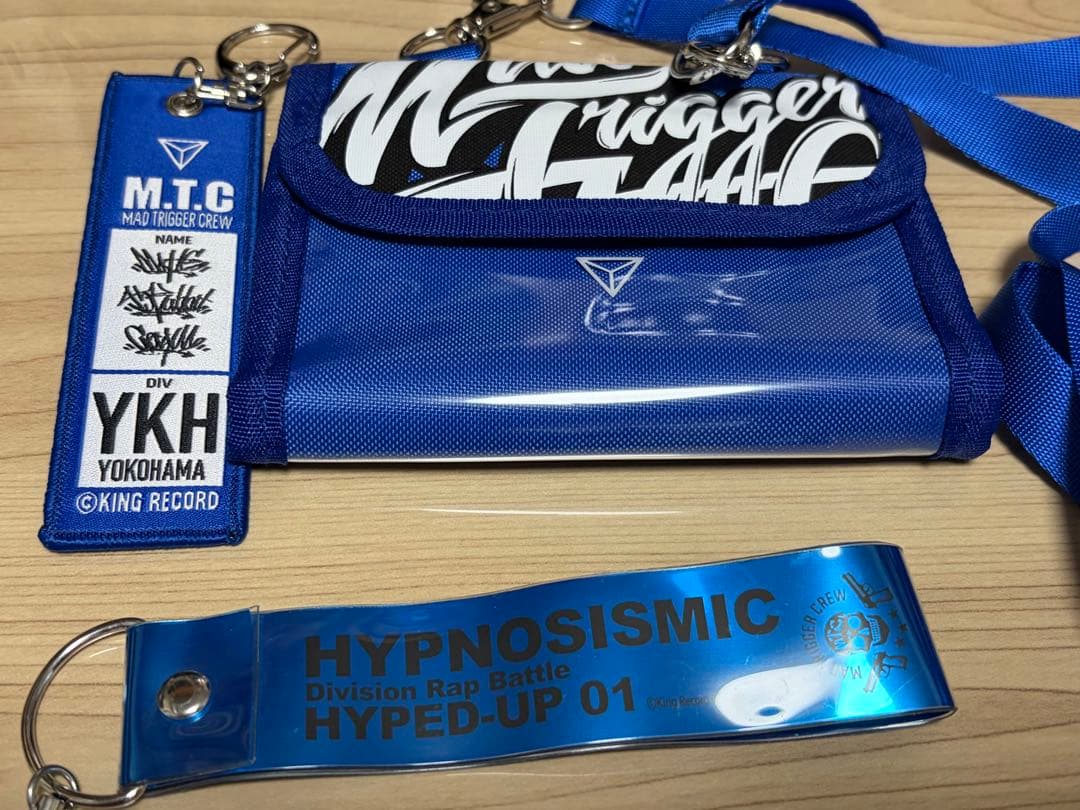 M.T.C
MAD TRIGGER CREW
NAME
DIV
YKH
YOKOHAMA
©KING RECORD
Mad
Trigger
HYPNOSISMIC
Division Rap Battle
HYPED-UP 01
©King Record
MAD TRIGGER CREW